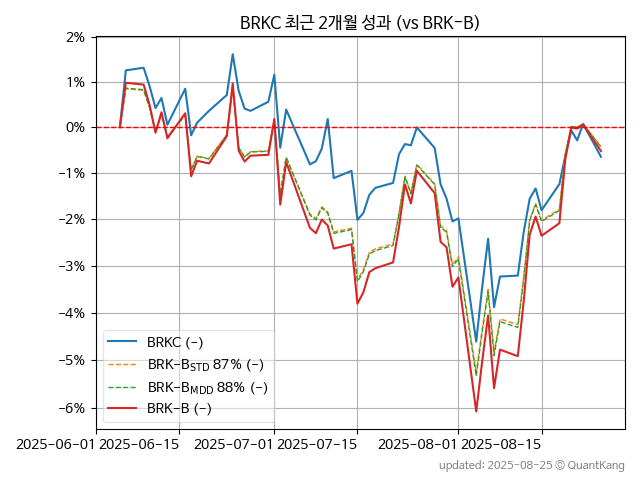 BRKC 최근 2개월 성과 (vs BRK-B)
2%
1%
0%
-1%
-2%
-3%
-4%
-5%
-6%
BRKC (-)
BRK-B_STD 87% (-)
BRK-B_MDD 88% (-)
BRK-B (-)
2025-06-01 2025-06-15 2025-07-01 2025-07-15 2025-08-01 2025-08-15
updated: 2025-08-25 © QuantKang